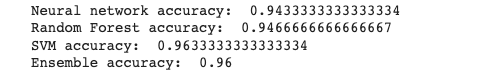 Neural network accuracy:  0.9433333333333334
Random Forest accuracy:  0.9466666666666667
SVM accuracy:  0.9633333333333334
Ensemble accuracy:  0.96